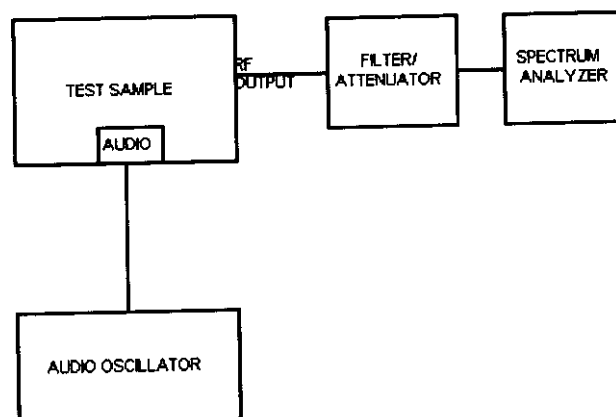 TEST SAMPLE
AUDIO
RF
OUTPUT
FILTER/
ATTENUATOR
SPECTRUM
ANALYZER
AUDIO OSCILLATOR